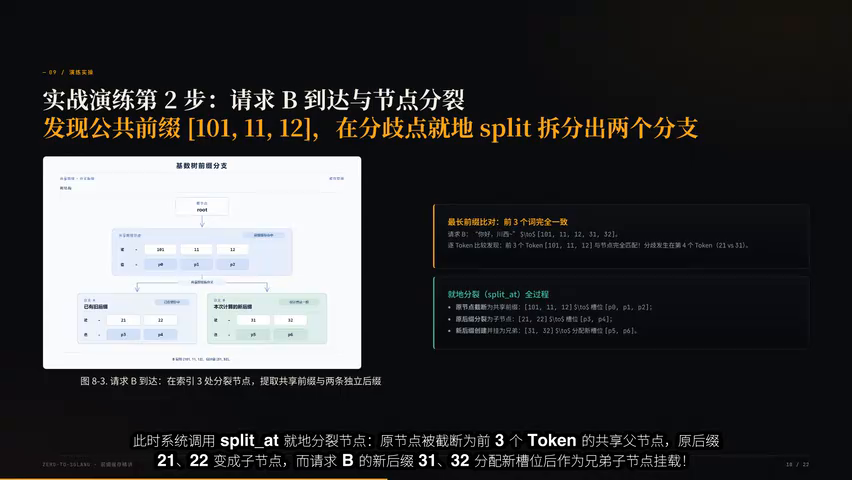 — 09 / 演练实操
实战演练第 2 步：请求 B 到达与节点分裂
发现公共前缀 [101, 11, 12]，在分歧点就地 split 拆分出两个分支
基数树前缀分支
root
101 11 12
p0 p1 p2
已有旧后缀
本次计算的新后缀
21 22
31 32
p3 p4
p5 p6
图 8-3. 请求 B 到达：在索引 3 处分裂节点，提取共享前缀与两条独立后缀
最长前缀比对：前 3 个词完全一致
请求 B：“你好，川西~” $\to$ [101, 11, 12, 31, 32]。
逐 Token 比较发现：前 3 个 Token [101, 11, 12] 与节点完全匹配！分歧发生在第 4 个 Token（21 vs 31）。
就地分裂（split_at）全过程
• 原节点截断为共享前缀：[101, 11, 12] $\to$ 槽位 [p0, p1, p2]；
• 原后缀分裂为子节点：[21, 22] $\to$ 槽位 [p3, p4]；
• 新后缀创建并挂为兄弟：[31, 32] $\to$ 分配新槽位 [p5, p6]。
此时系统调用 split_at 就地分裂节点：原节点被截断为前 3 个 Token 的共享父节点，原后缀
21、22 变成子节点，而请求 B 的新后缀 31、32 分配新槽位后作为兄弟子节点挂载！
18 / 22